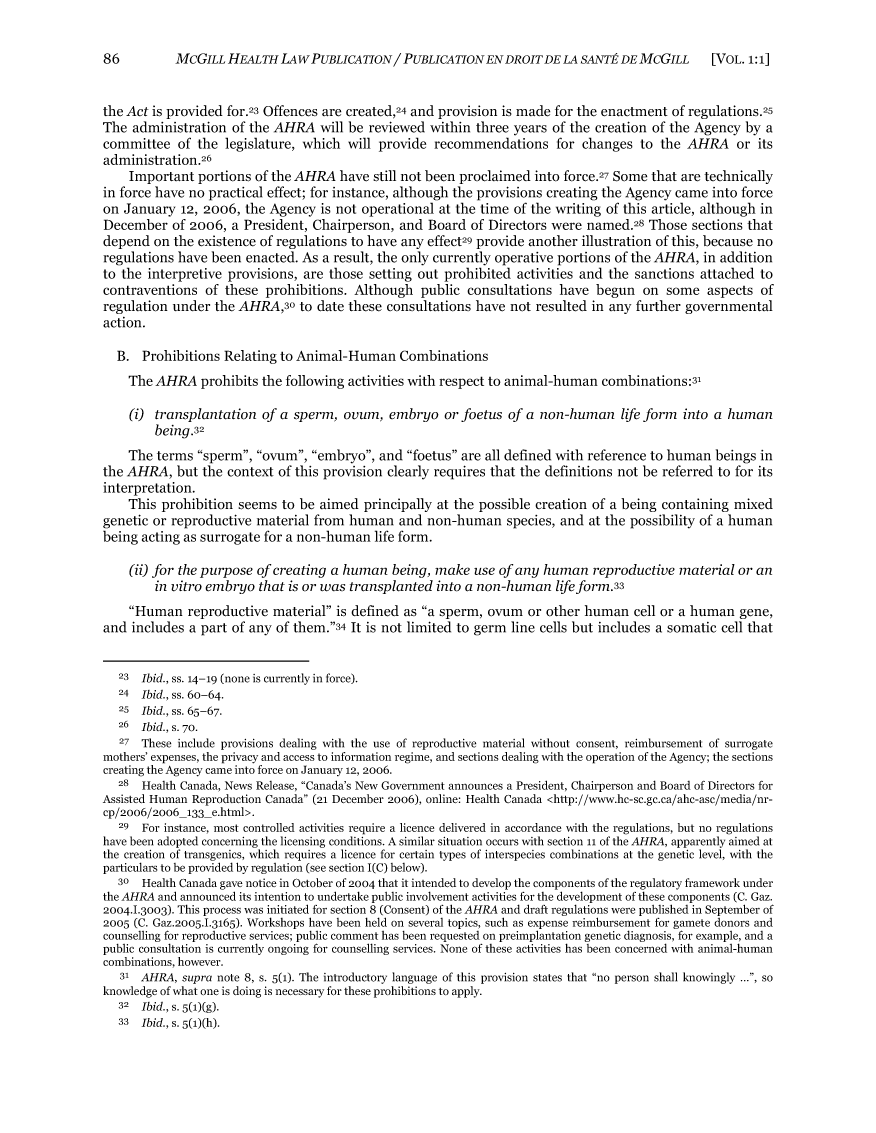 86 MCGILL HEALTH LAW PUBLICATION / PUBLICATION EN DROIT DE LA SANTÉ DE MCGILL [VOL. 1:1]
the Act is provided for.23 Offences are created,24 and provision is made for the enactment of regulations.25
The administration of the AHRA will be reviewed within three years of the creation of the Agency by a
committee of the legislature, which will provide recommendations for changes to the AHRA or its
administration.26
Important portions of the AHRA have still not been proclaimed into force.27 Some that are technically
in force have no practical effect; for instance, although the provisions creating the Agency came into force
on January 12, 2006, the Agency is not operational at the time of the writing of this article, although in
December of 2006, a President, Chairperson, and Board of Directors were named.28 Those sections that
depend on the existence of regulations to have any effect29 provide another illustration of this, because no
regulations have been enacted. As a result, the only currently operative portions of the AHRA, in addition
to the interpretive provisions, are those setting out prohibited activities and the sanctions attached to
contraventions of these prohibitions. Although public consultations have begun on some aspects of
regulation under the AHRA,30 to date these consultations have not resulted in any further governmental
action.
B. Prohibitions Relating to Animal-Human Combinations
The AHRA prohibits the following activities with respect to animal-human combinations:31
(i) transplantation of a sperm, ovum, embryo or foetus of a non-human life form into a human
being.32
The terms “sperm”, “ovum”, “embryo”, and “foetus” are all defined with reference to human beings in
the AHRA, but the context of this provision clearly requires that the definitions not be referred to for its
interpretation.
This prohibition seems to be aimed principally at the possible creation of a being containing mixed
genetic or reproductive material from human and non-human species, and at the possibility of a human
being acting as surrogate for a non-human life form.
(ii) for the purpose of creating a human being, make use of any human reproductive material or an
in vitro embryo that is or was transplanted into a non-human life form.33
“Human reproductive material” is defined as “a sperm, ovum or other human cell or a human gene,
and includes a part of any of them.”34 It is not limited to germ line cells but includes a somatic cell that
23 Ibid., ss. 14–19 (none is currently in force).
24 Ibid., ss. 60–64.
25 Ibid., ss. 65–67.
26 Ibid., s. 70.
27 These include provisions dealing with the use of reproductive material without consent, reimbursement of surrogate
mothers’ expenses, the privacy and access to information regime, and sections dealing with the operation of the Agency; the sections
creating the Agency came into force on January 12, 2006.
28 Health Canada, News Release, “Canada’s New Government announces a President, Chairperson and Board of Directors for
Assisted Human Reproduction Canada” (21 December 2006), online: Health Canada <http://www.hc-sc.gc.ca/ahc-asc/media/nr-
cp/2006/2006_133_e.html>.
29 For instance, most controlled activities require a licence delivered in accordance with the regulations, but no regulations
have been adopted concerning the licensing conditions. A similar situation occurs with section 11 of the AHRA, apparently aimed at
the creation of transgenics, which requires a licence for certain types of interspecies combinations at the genetic level, with the
particulars to be provided by regulation (see section I(C) below).
30 Health Canada gave notice in October of 2004 that it intended to develop the components of the regulatory framework under
the AHRA and announced its intention to undertake public involvement activities for the development of these components (C. Gaz.
2004.I.3003). This process was initiated for section 8 (Consent) of the AHRA and draft regulations were published in September of
2005 (C. Gaz.2005.I.3165). Workshops have been held on several topics, such as expense reimbursement for gamete donors and
counselling for reproductive services; public comment has been requested on preimplantation genetic diagnosis, for example, and a
public consultation is currently ongoing for counselling services. None of these activities has been concerned with animal-human
combinations, however.
31 AHRA, supra note 8, s. 5(1). The introductory language of this provision states that “no person shall knowingly ...”, so
knowledge of what one is doing is necessary for these prohibitions to apply.
32 Ibid., s. 5(1)(g).
33 Ibid., s. 5(1)(h).